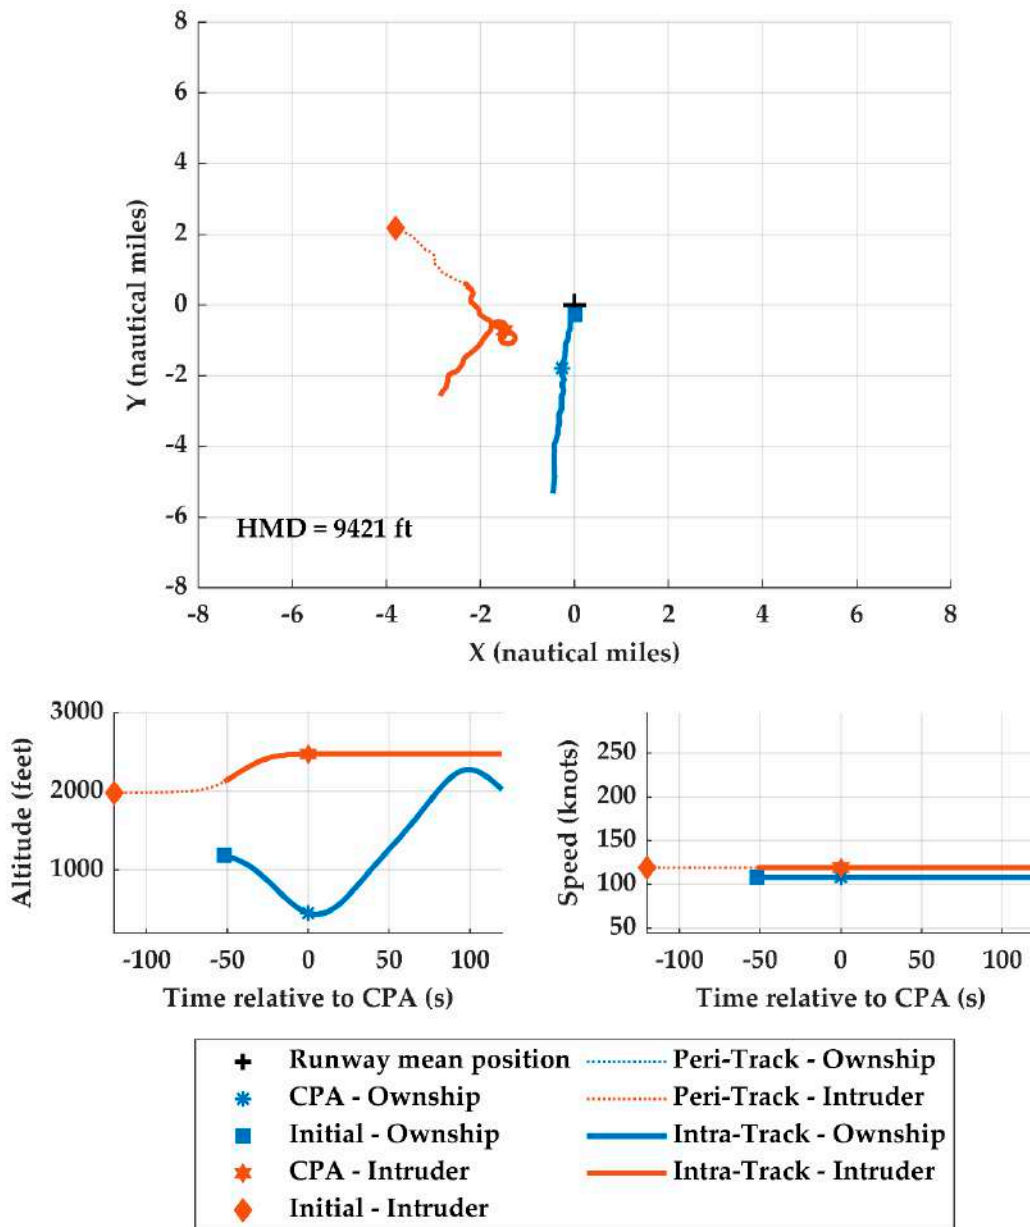 8
6
4
2
0
-2
-4
-6
-8
Y (nautical miles)
HMD = 9421 ft
-8 -6 -4 -2 0 2 4 6 8
X (nautical miles)
3000
2000
1000
Altitude (feet)
-100 -50 0 50 100
Time relative to CPA (s)
250
200
150
100
50
Speed (knots)
-100 -50 0 50 100
Time relative to CPA (s)
Runway mean position
CPA - Ownship
Initial - Ownship
CPA - Intruder
Initial - Intruder
Peri-Track - Ownship
Peri-Track - Intruder
Intra-Track - Ownship
Intra-Track - Intruder